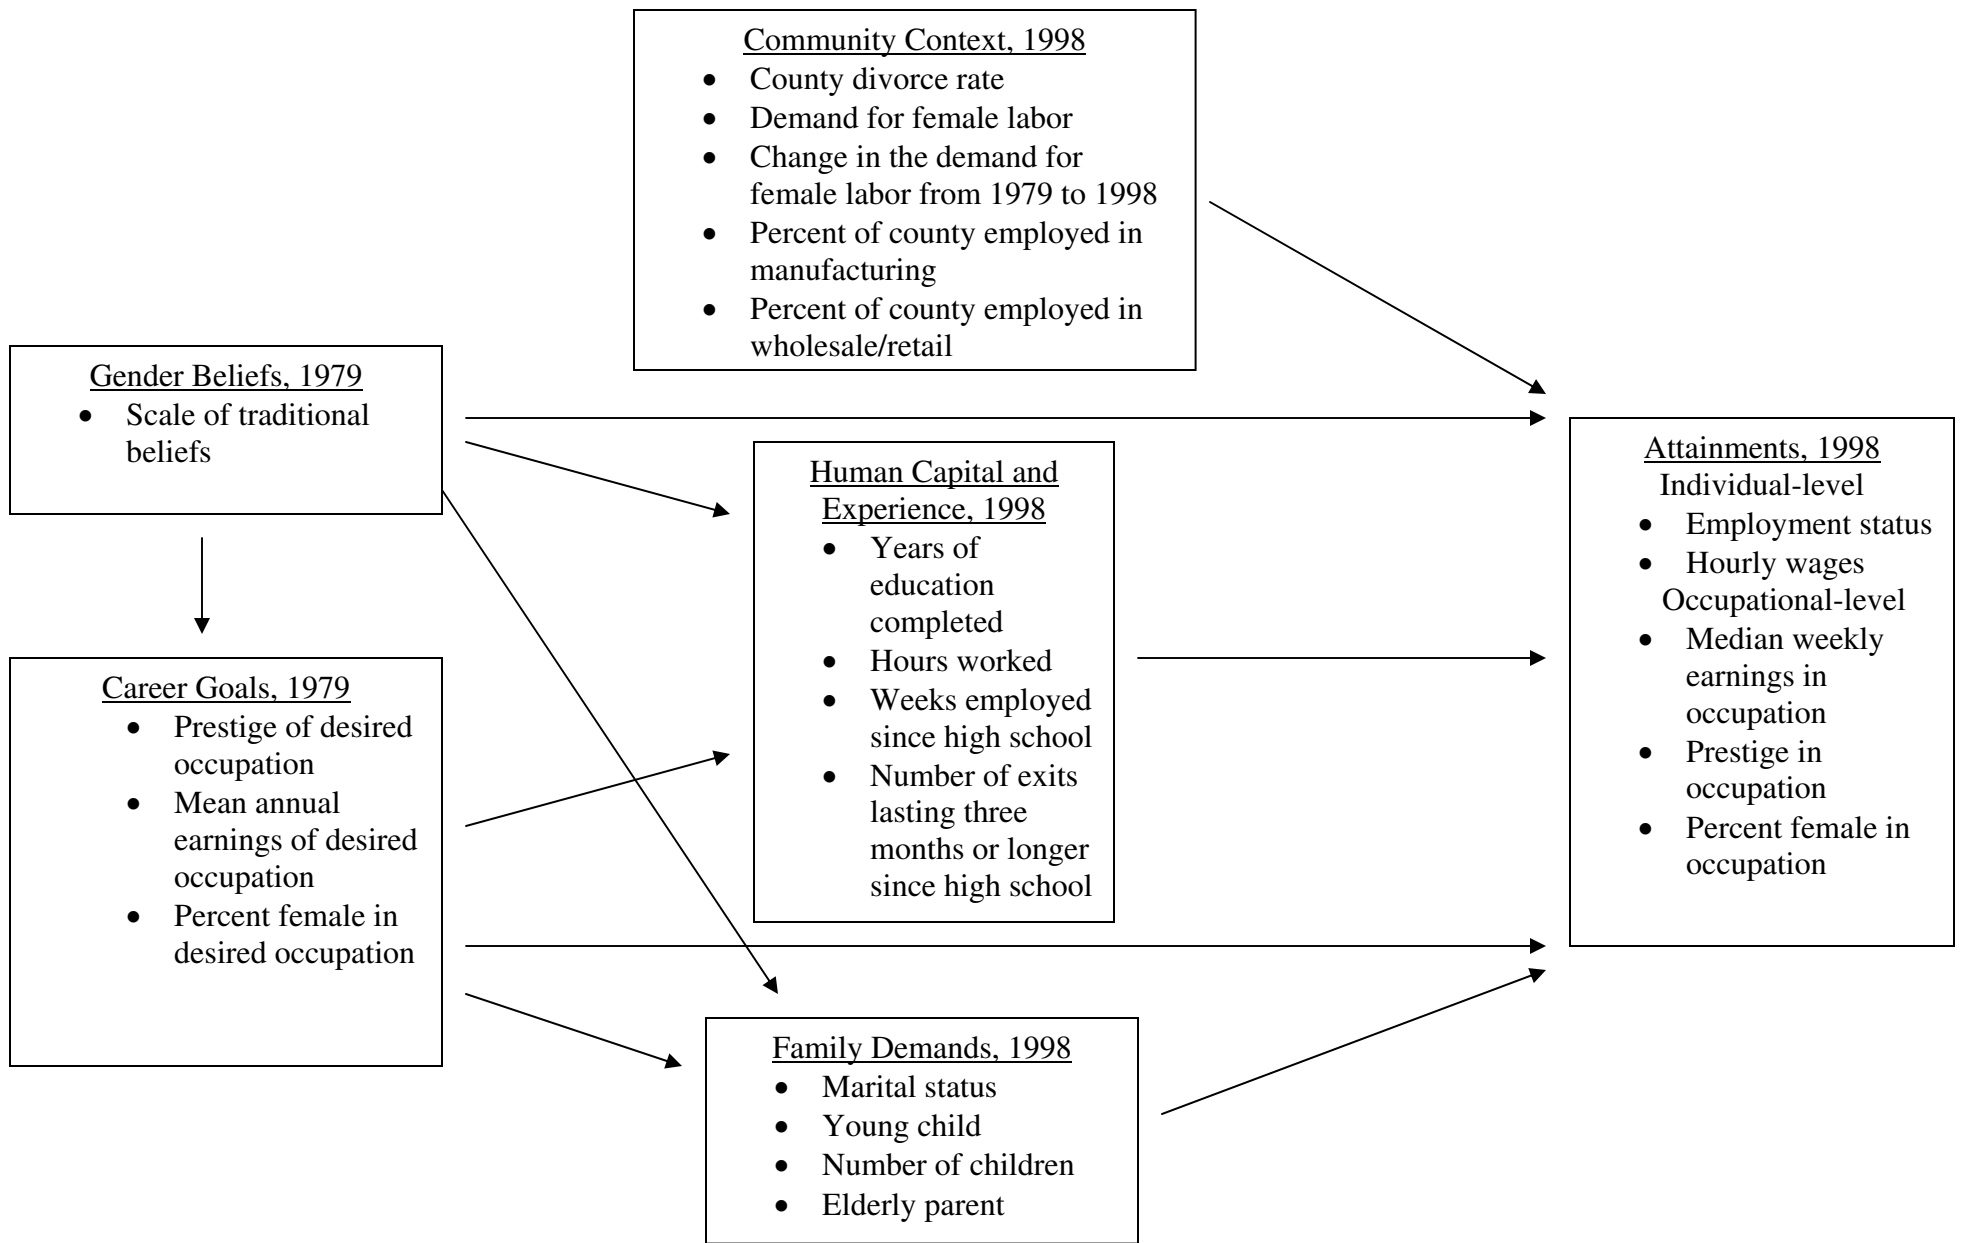 Community Context, 1998
• County divorce rate
• Demand for female labor
• Change in the demand for
female labor from 1979 to 1998
• Percent of county employed in
manufacturing
• Percent of county employed in
wholesale/retail
Gender Beliefs, 1979
• Scale of traditional
beliefs
Career Goals, 1979
• Prestige of desired
occupation
• Mean annual
earnings of desired
occupation
• Percent female in
desired occupation
Human Capital and
Experience, 1998
• Years of
education
completed
• Hours worked
• Weeks employed
since high school
• Number of exits
lasting three
months or longer
since high school
Family Demands, 1998
• Marital status
• Young child
• Number of children
• Elderly parent
Attainments, 1998
Individual-level
• Employment status
• Hourly wages
Occupational-level
• Median weekly
earnings in
occupation
• Prestige in
occupation
• Percent female in
occupation